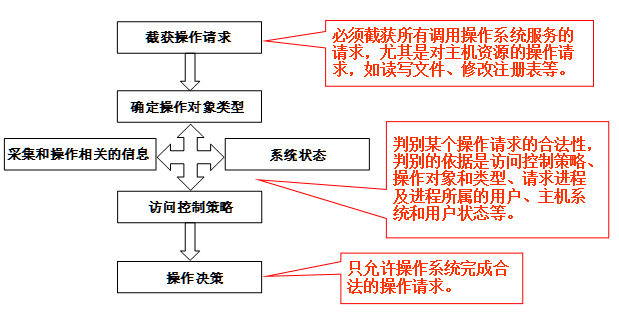 截获操作请求
必须截获所有调用操作系统服务的
请求，尤其是对主机资源的操作请
求，如读写文件、修改注册表等。
确定操作对象类型
采集和操作相关的信息
系统状态
判别某个操作请求的合法性，
判别的依据是访问控制策略、
操作对象和类型、请求进程
及进程所属的用户、主机系
统和用户状态等。
访问控制策略
操作决策
只允许操作系统完成合
法的操作请求。